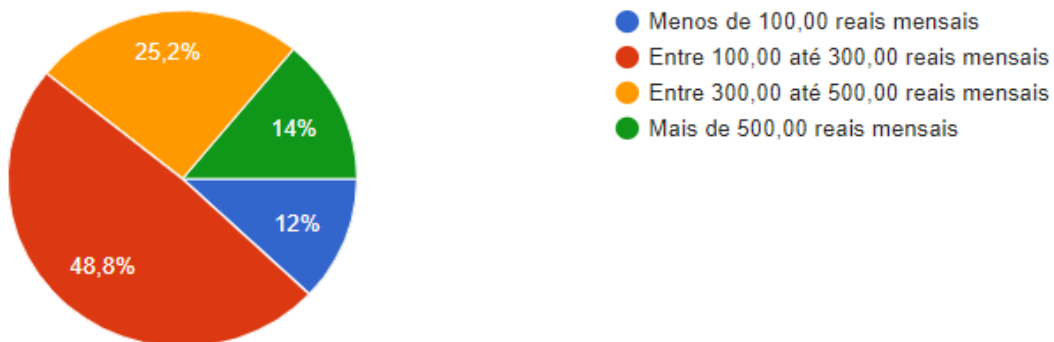 25,2%
14%
12%
48,8%
Menos de 100,00 reais mensais
Entre 100,00 até 300,00 reais mensais
Entre 300,00 até 500,00 reais mensais
Mais de 500,00 reais mensais